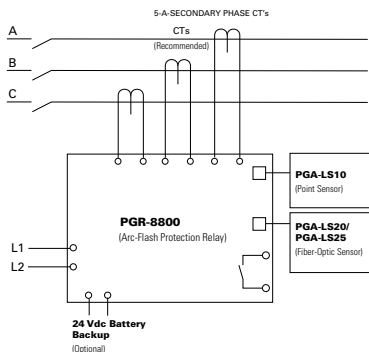 5-A-SECONDARY PHASE CT's
A
CTs
(Recommended)
B
C
PGA-LS10
(Point Sensor)
PGR-8800
(Arc-Flash Protection Relay)
PGA-LS20/
PGA-LS25
(Fiber-Optic Sensor)
L1
L2
24 Vdc Battery
Backup
(Optional)